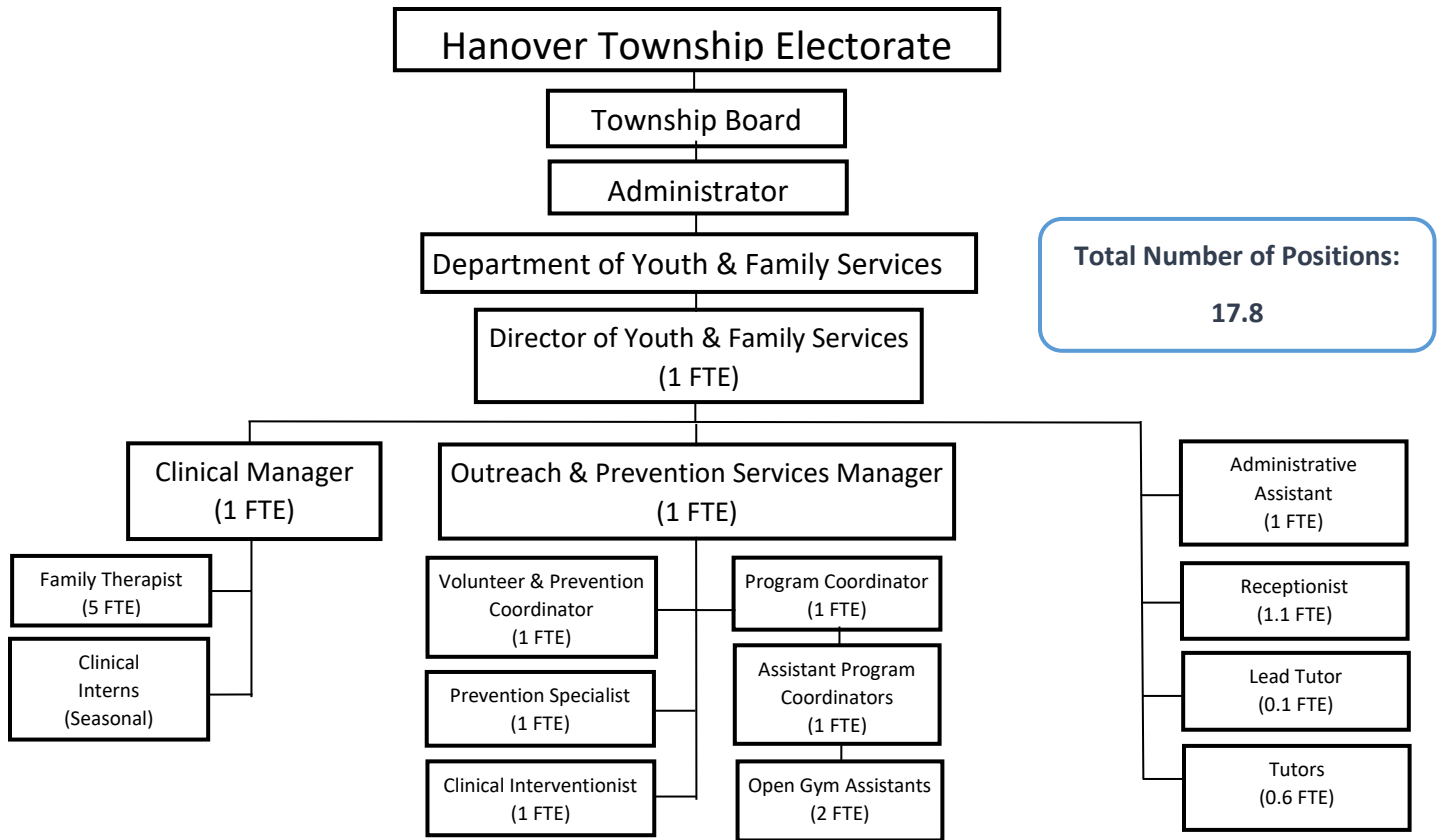 Hanover Township Electorate
Township Board
Administrator
Department of Youth & Family Services
Total Number of Positions:
17.8
Director of Youth & Family Services
(1 FTE)
Clinical Manager
(1 FTE)
Family Therapist
(5 FTE)
Clinical
Interns
(Seasonal)
Outreach & Prevention Services Manager
(1 FTE)
Volunteer & Prevention
Coordinator
(1 FTE)
Prevention Specialist
(1 FTE)
Clinical Interventionist
(1 FTE)
Program Coordinator
(1 FTE)
Assistant Program
Coordinators
(1 FTE)
Open Gym Assistants
(2 FTE)
Administrative
Assistant
(1 FTE)
Receptionist
(1.1 FTE)
Lead Tutor
(0.1 FTE)
Tutors
(0.6 FTE)